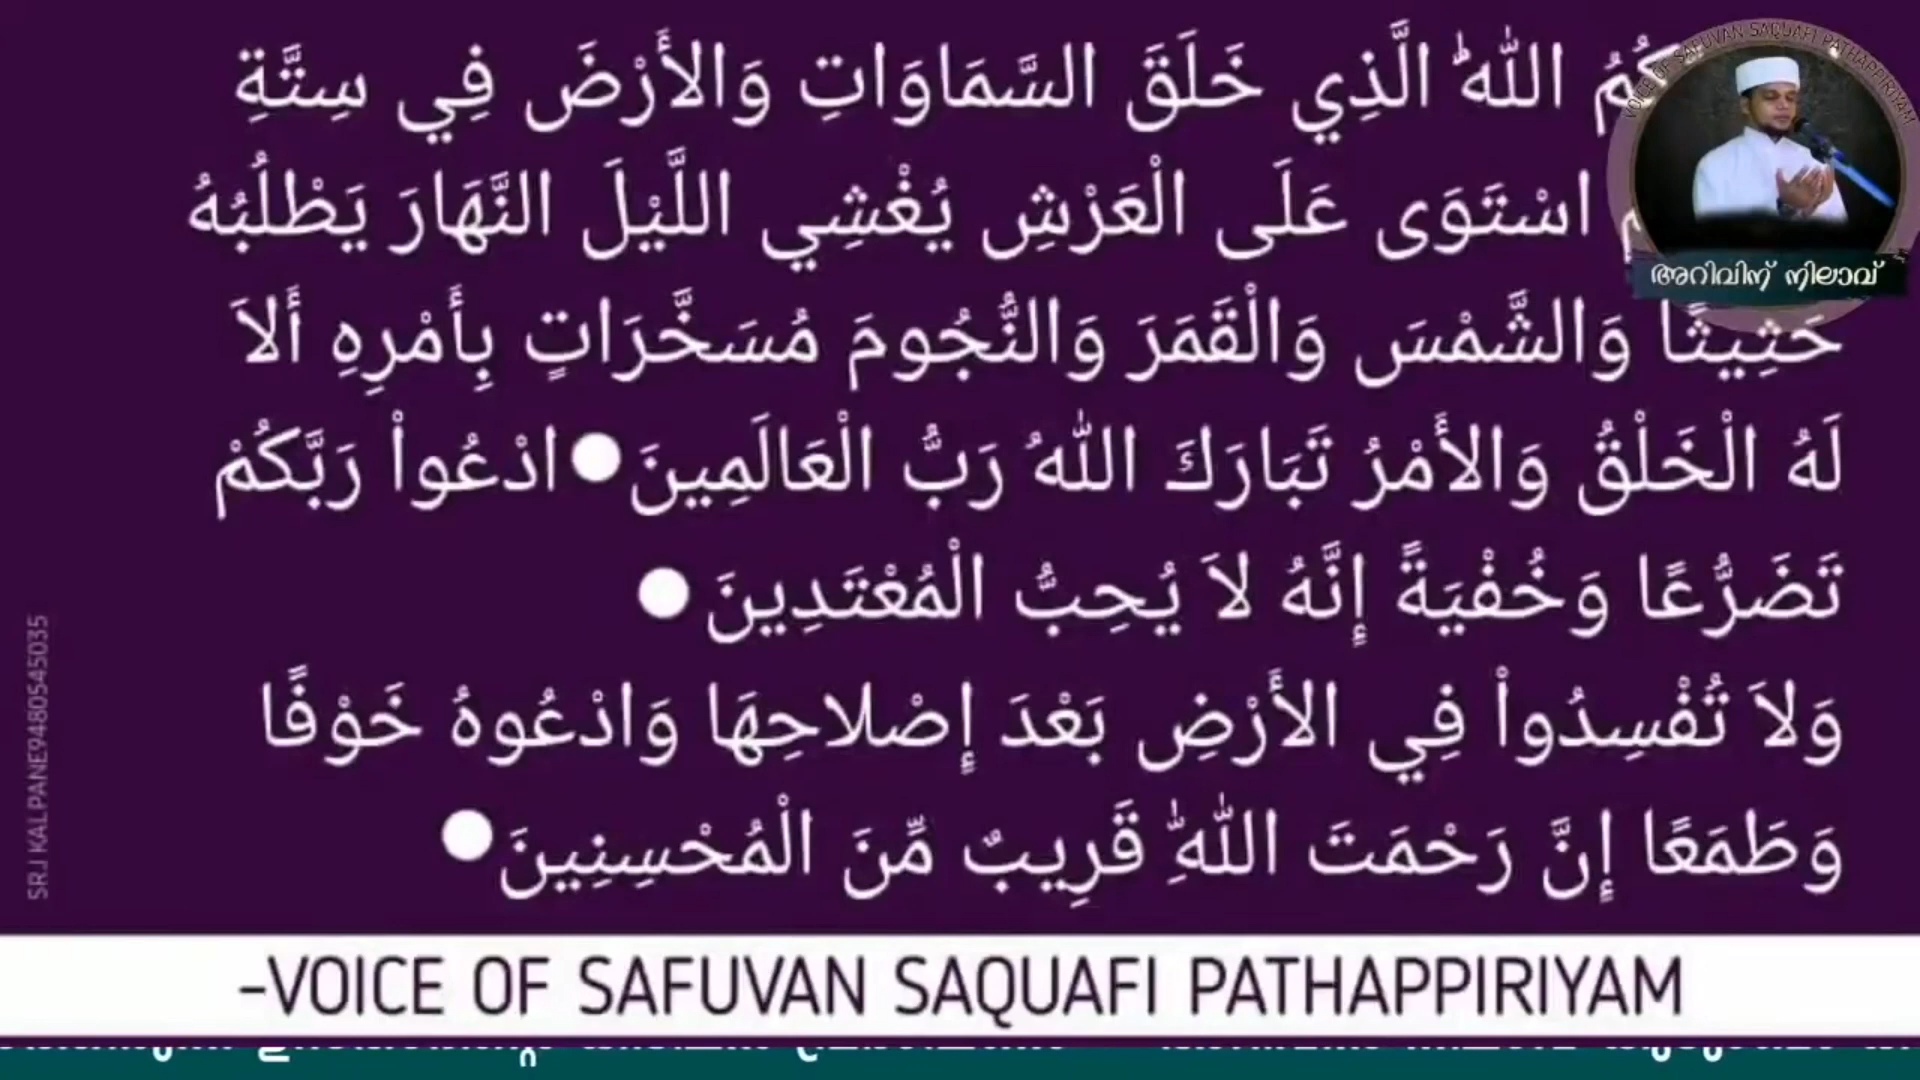 اللّهُ الَّذِي خَلَقَ السَّمَاوَاتِ وَالأَرْضَ فِي سِتَّةِ
اسْتَوَى عَلَى الْعَرْشِ يُغْشِي اللَّيْلَ النَّهَارَ يَطْلُبُهُ
حَثِيثًا وَالشَّمْسَ وَالْقَمَرَ وَالنُّجُومَ مُسَخَّرَاتٍ بِأَمْرِهِ أَلاَ
لَهُ الْخَلْقُ وَالأَمْرُ تَبَارَكَ اللّهُ رَبُّ الْعَالَمِينَ●ادْعُواْ رَبَّكُمْ
تَضَرُّعًا وَخُفْيَةً إِنَّهُ لاَ يُحِبُّ الْمُعْتَدِينَ●
وَلاَ تُفْسِدُواْ فِي الأَرْضِ بَعْدَ إِصْلاحِهَا وَادْعُوهُ خَوْفًا
وَطَمَعًا إِنَّ رَحْمَتَ اللّهِ قَرِيبٌ مِّنَ الْمُحْسِنِينَ●
VOICE OF SAFUVAN SAQUAFI PATHAPPIRIYAM
അറിവിന് നിലാവ്
SRJ KALPANE9480545035
-VOICE OF SAFUVAN SAQUAFI PATHAPPIRIYAM